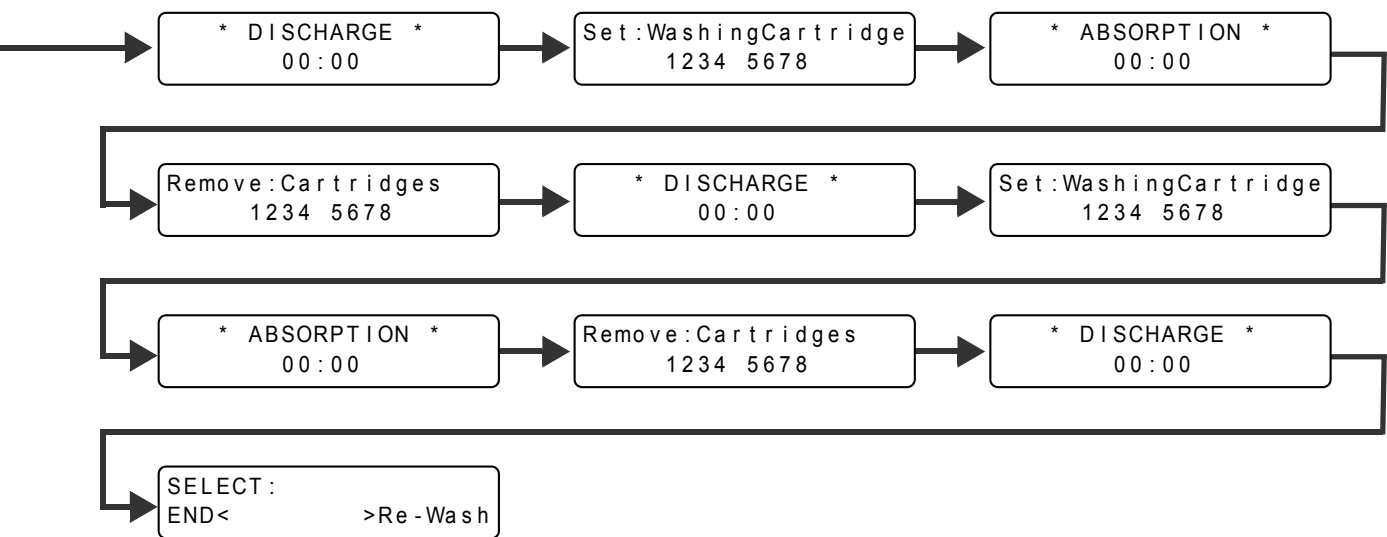 * DISCHARGE *
00:00
Set:WashingCartridge
1234 5678
* ABSORPTION *
00:00
Remove:Cartridges
1234 5678
* DISCHARGE *
00:00
Set:WashingCartridge
1234 5678
* ABSORPTION *
00:00
Remove:Cartridges
1234 5678
* DISCHARGE *
00:00
SELECT:
END< >Re-Wash